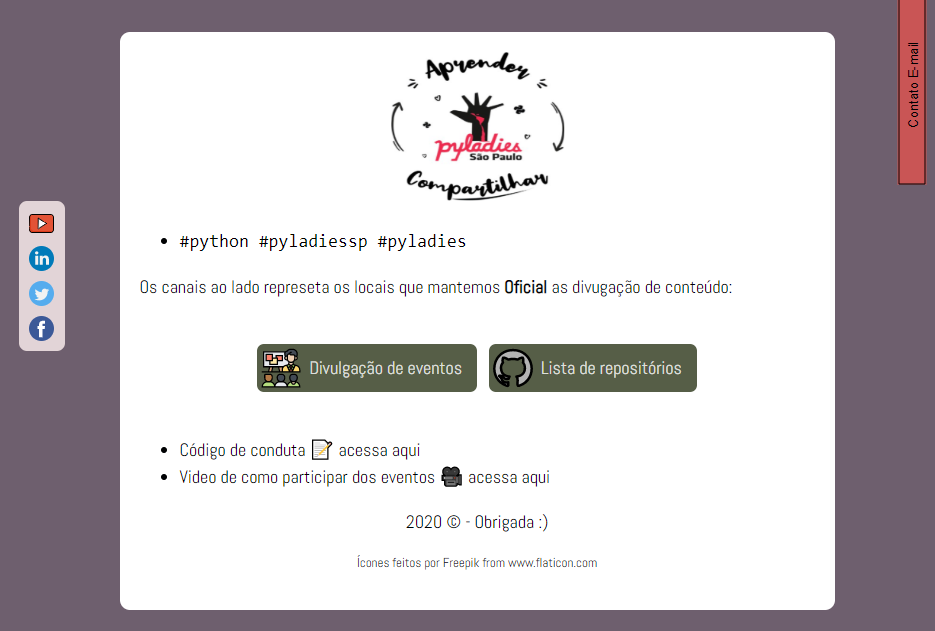 Aprender
pyladies
São Paulo
Compartilhar
Contato E-mail
in
f
#python #pyladiessp #pyladies
Os canais ao lado represeta os locais que mantemos Oficial as divugação de conteúdo:
Divulgação de eventos
Lista de repositórios
Código de conduta 📝 acessa aqui
Video de como participar dos eventos 🎥 acessa aqui
2020 © - Obrigada :)
Ícones feitos por Freepik from www.flaticon.com